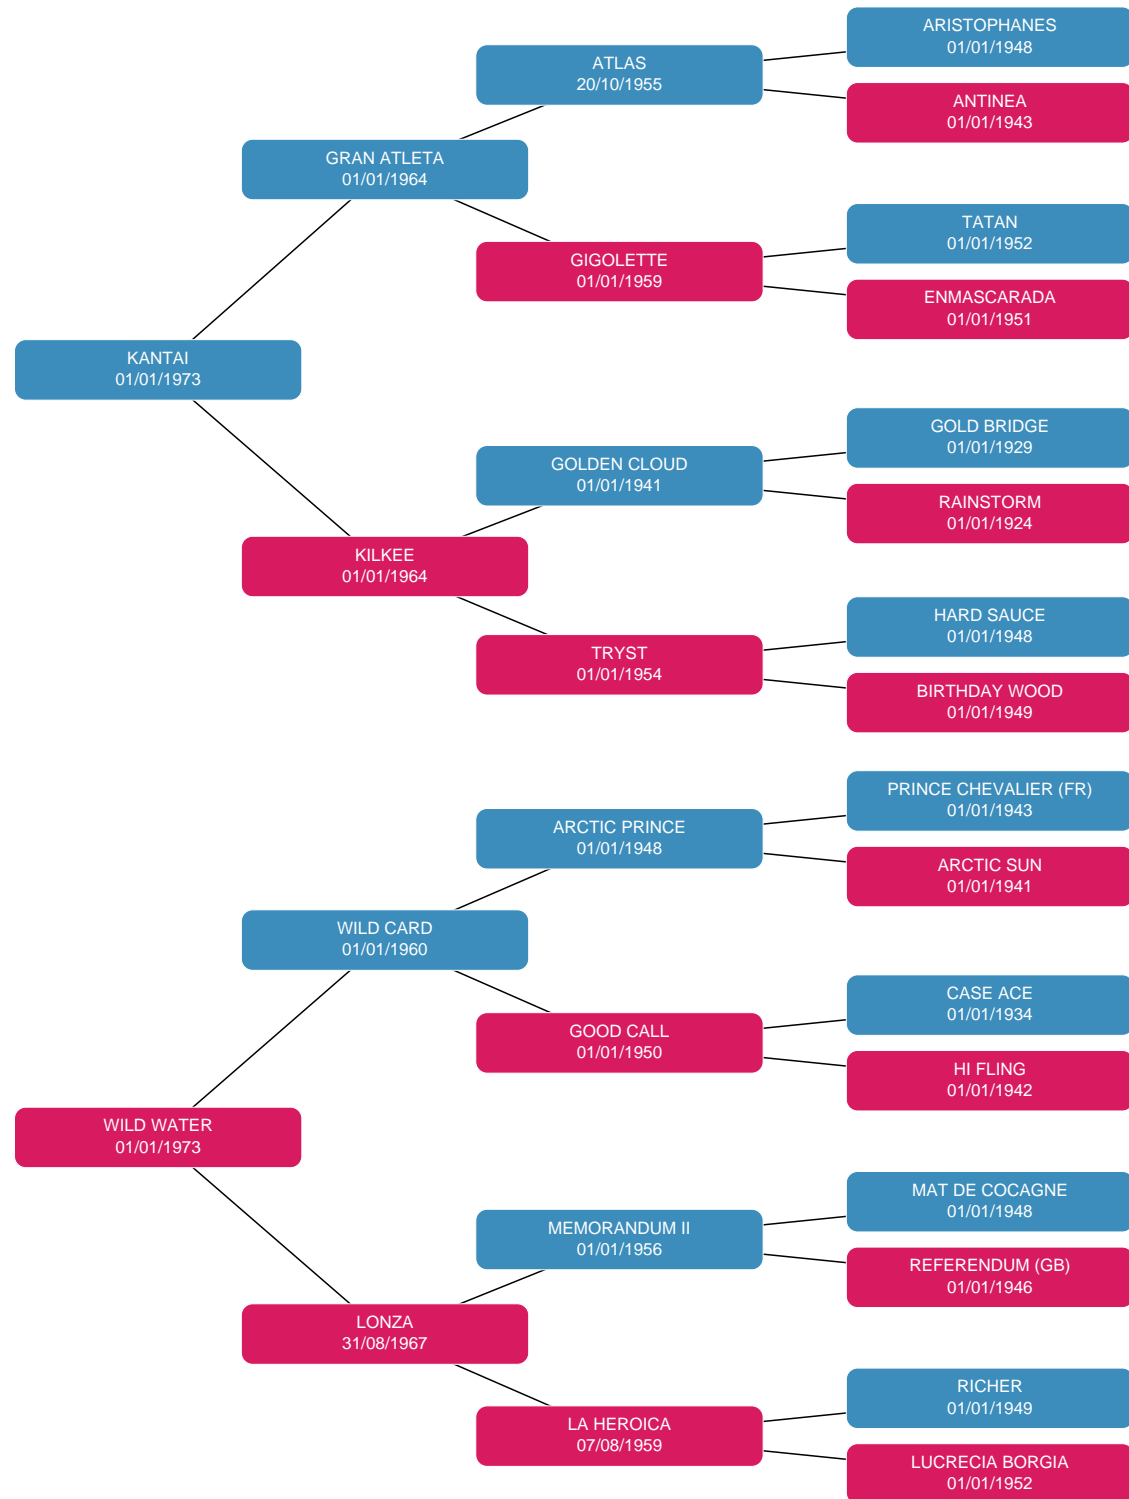 ARISTOPHANES
01/01/1948
ATLAS
20/10/1955
ANTINEA
01/01/1943
GRAN ATLETA
01/01/1964
TATAN
01/01/1952
GIGOLETTE
01/01/1959
ENMASCARADA
01/01/1951
KANTAI
01/01/1973
GOLD BRIDGE
01/01/1929
GOLDEN CLOUD
01/01/1941
RAINSTORM
01/01/1924
KILKEE
01/01/1964
HARD SAUCE
01/01/1948
TRYST
01/01/1954
BIRTHDAY WOOD
01/01/1949
PRINCE CHEVALIER (FR)
01/01/1943
ARCTIC PRINCE
01/01/1948
ARCTIC SUN
01/01/1941
WILD CARD
01/01/1960
CASE ACE
01/01/1934
GOOD CALL
01/01/1950
HI FLING
01/01/1942
WILD WATER
01/01/1973
MAT DE COCAGNE
01/01/1948
MEMORANDUM II
01/01/1956
REFERENDUM (GB)
01/01/1946
LONZA
31/08/1967
RICHER
01/01/1949
LA HEROICA
07/08/1959
LUCRECIA BORGIA
01/01/1952